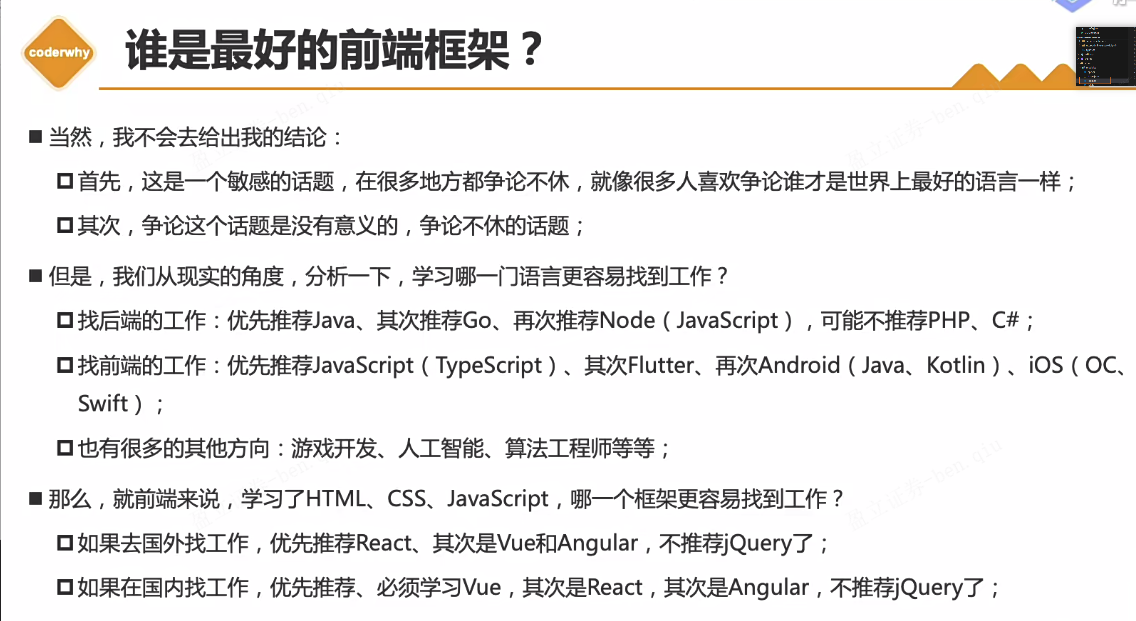 coderwhy
谁是最好的前端框架？
当然，我不会去给出我的结论：
首先，这是一个敏感的话题，在很多地方都争论不休，就像很多人喜欢争论谁才是世界上最好的语言一样；
其次，争论这个话题是没有意义的，争论不休的话题；
但是，我们从现实的角度，分析一下，学习哪一门语言更容易找到工作？
找后端的工作：优先推荐Java、其次推荐Go、再次推荐Node（JavaScript），可能不推荐PHP、C#；
找前端的工作：优先推荐JavaScript（TypeScript）、其次Flutter、再次Android（Java、Kotlin）、iOS（OC、
Swift）；
也有很多的其他方向：游戏开发、人工智能、算法工程师等等；
那么，就前端来说，学习了HTML、CSS、JavaScript，哪一个框架更容易找到工作？
如果去国外找工作，优先推荐React、其次是Vue和Angular，不推荐jQuery了；
如果在国内找工作，优先推荐、必须学习Vue，其次是React，其次是Angular，不推荐jQuery了；